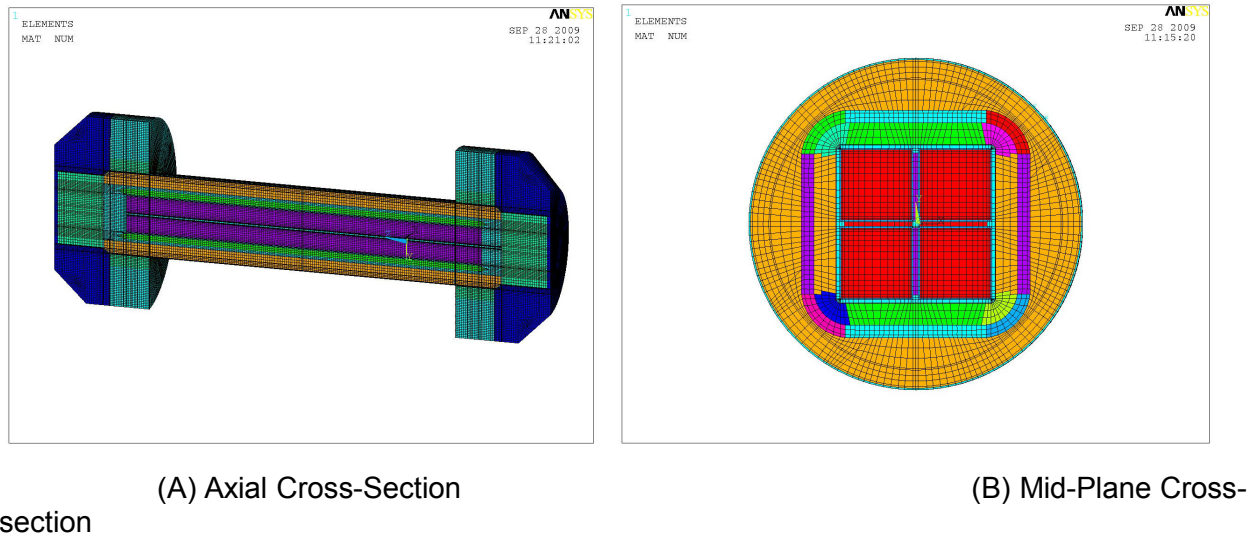 1
ELEMENTS
MAT NUM
ANSYS
SEP 28 2009
11:21:02
1
ELEMENTS
MAT NUM
ANSYS
SEP 28 2009
11:15:20
(A) Axial Cross-Section
(B) Mid-Plane Cross-
section